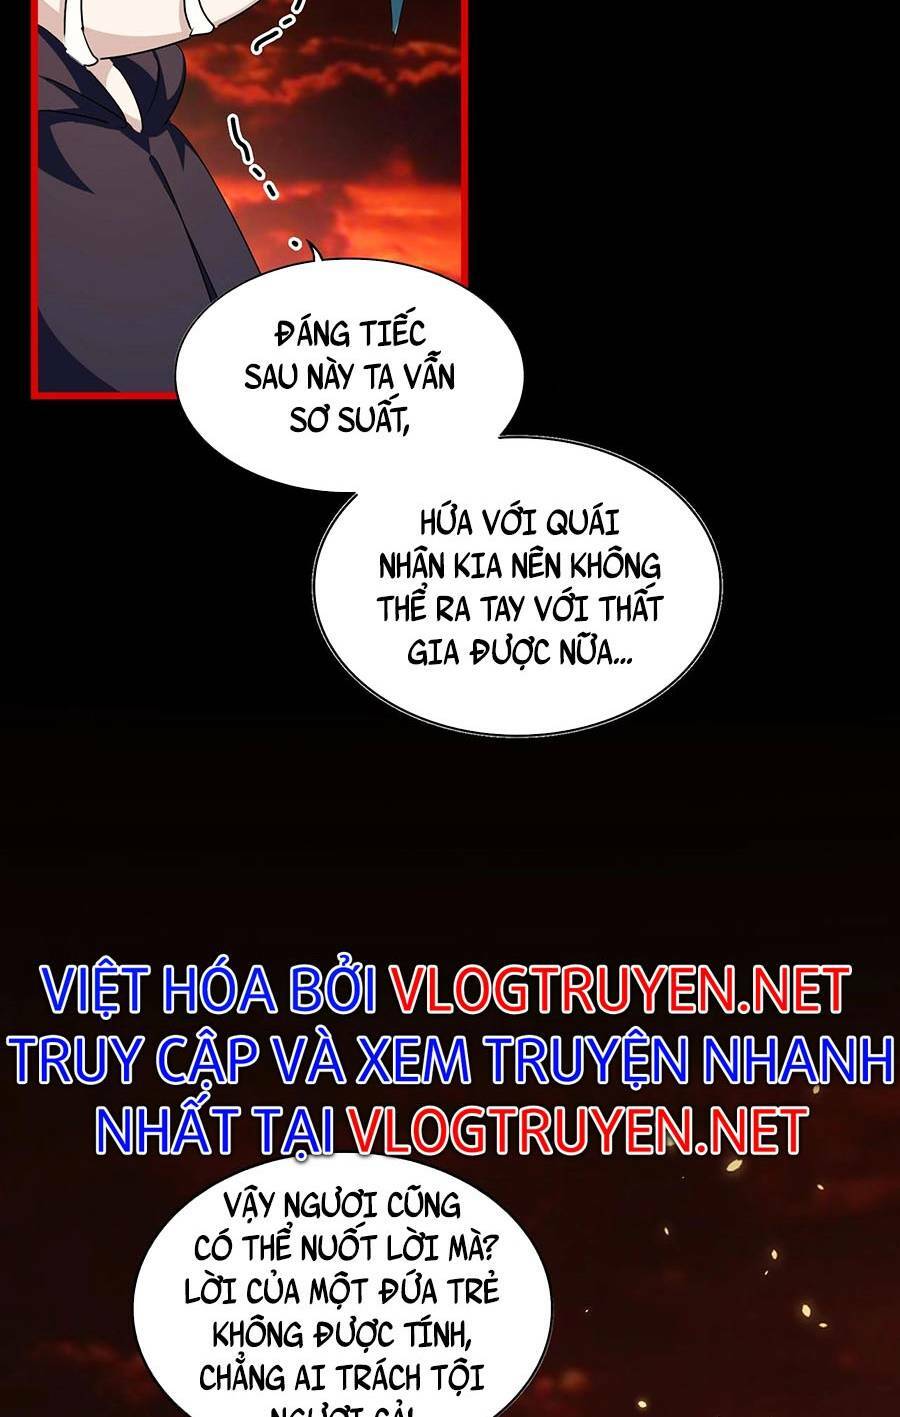 ĐÁNG TIẾC
SAU NÀY TA VẪN
SƠ SUẤT,
HỨA VỚI QUÁI
NHÂN KIA NÊN KHÔNG
THỂ RA TAY VỚI THẤT
GIA ĐƯỢC NỮA...
VIỆT HÓA BỞI VLOGTRUYEN.NET
TRUY CẬP VÀ XEM TRUYỆN NHANH
NHẤT TẠI VLOGTRUYEN.NET
VẬY NGƯƠI CŨNG
CÓ THỂ NUỐT LỜI MÀ?
LỜI CỦA MỘT ĐỨA TRẺ
KHÔNG ĐƯỢC TÍNH,
CHẲNG AI TRÁCH TỘI
NGƯƠI CẢ!